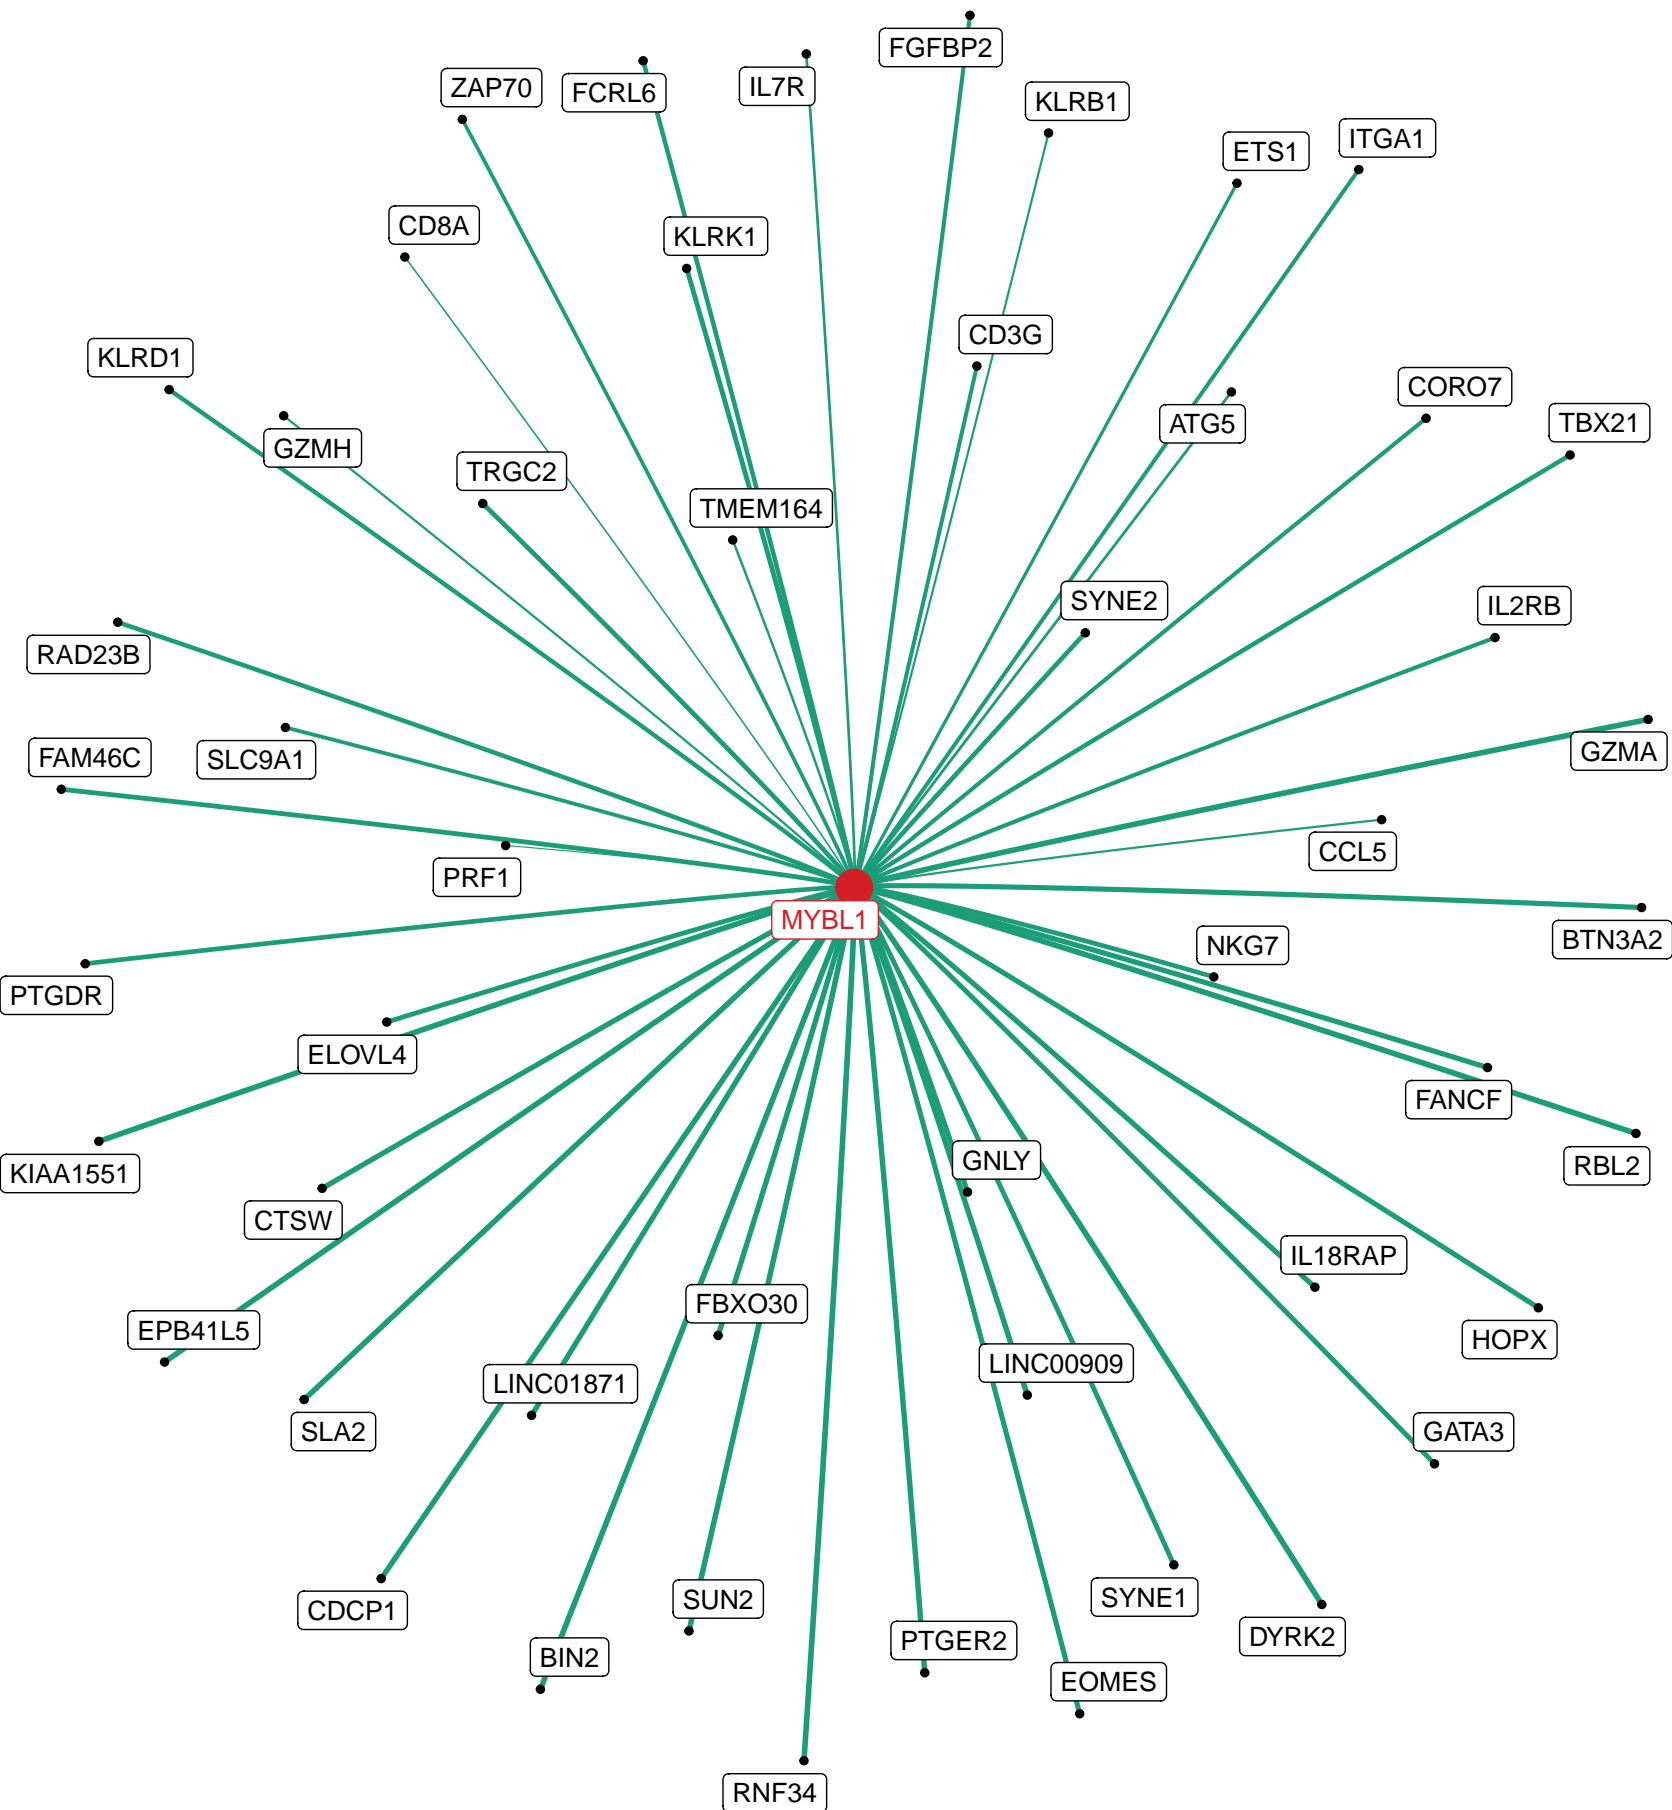 FGFBP2
ZAP70
FCRL6
IL7R
KLRB1
ITGA1
ETS1
CD8A
KLRK1
CD3G
KLRD1
CORO7
TBX21
ATG5
GZMH
TRGC2
TMEM164
SYNE2
IL2RB
RAD23B
GZMA
FAM46C
SLC9A1
CCL5
PRF1
MYBL1
BTN3A2
NKG7
PTGDR
ELOVL4
FANCF
GNLY
RBL2
KIAA1551
CTSW
IL18RAP
FBXO30
EPB41L5
HOPX
LINC00909
LINC01871
SLA2
GATA3
SYNE1
SUN2
CDCP1
DYRK2
PTGER2
BIN2
EOMES
RNF34